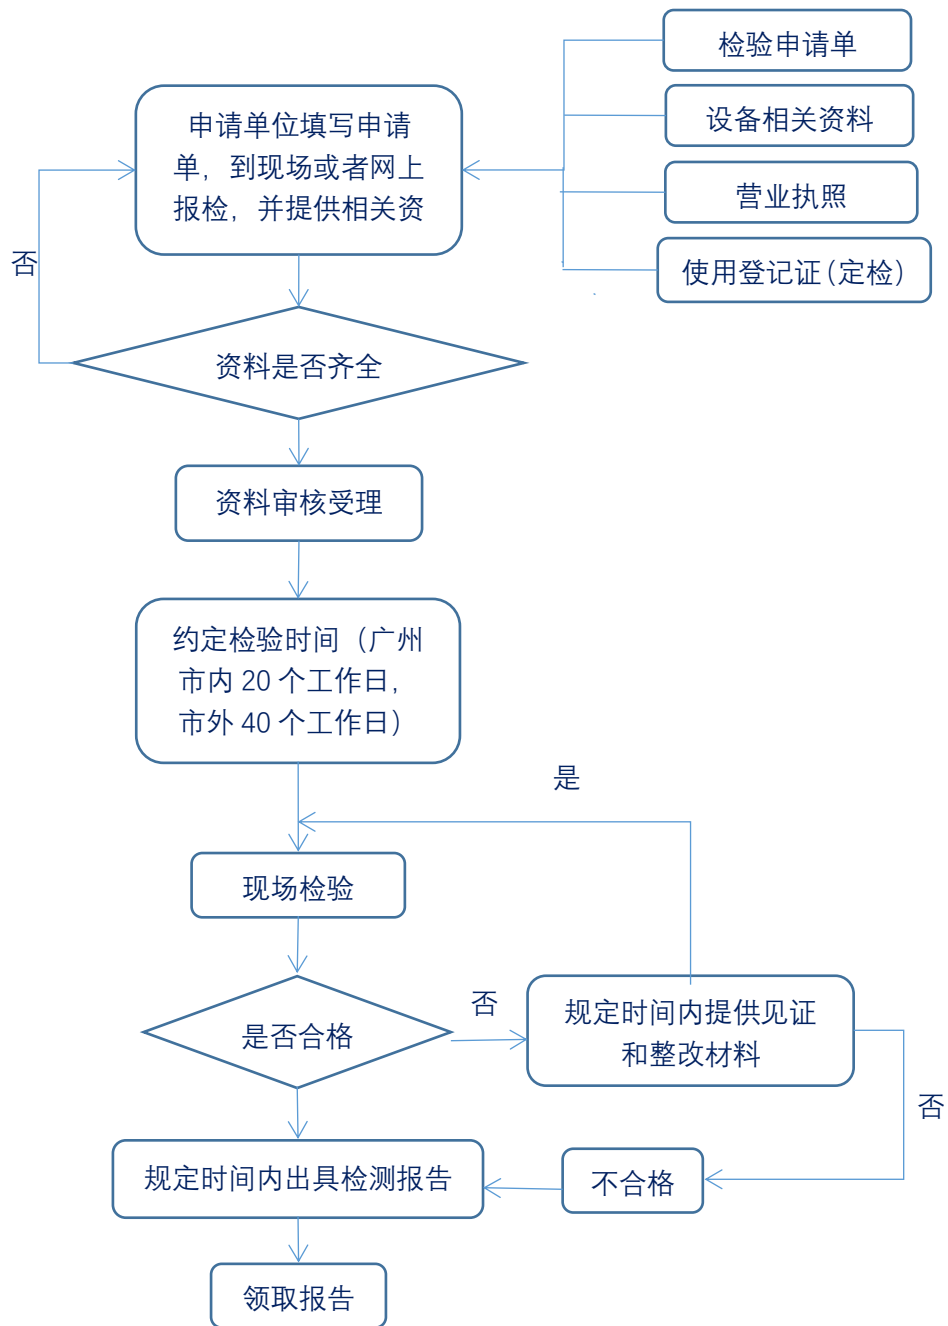 检验申请单
设备相关资料
营业执照
使用登记证（定检）
申请单位填写申请
单，到现场或者网上
报检，并提供相关资
否
资料是否齐全
资料审核受理
约定检验时间（广州
市内 20 个工作日，
市外 40 个工作日）
是
现场检验
是否合格
否
规定时间内提供见证
和整改材料
否
不合格
规定时间内出具检测报告
领取报告